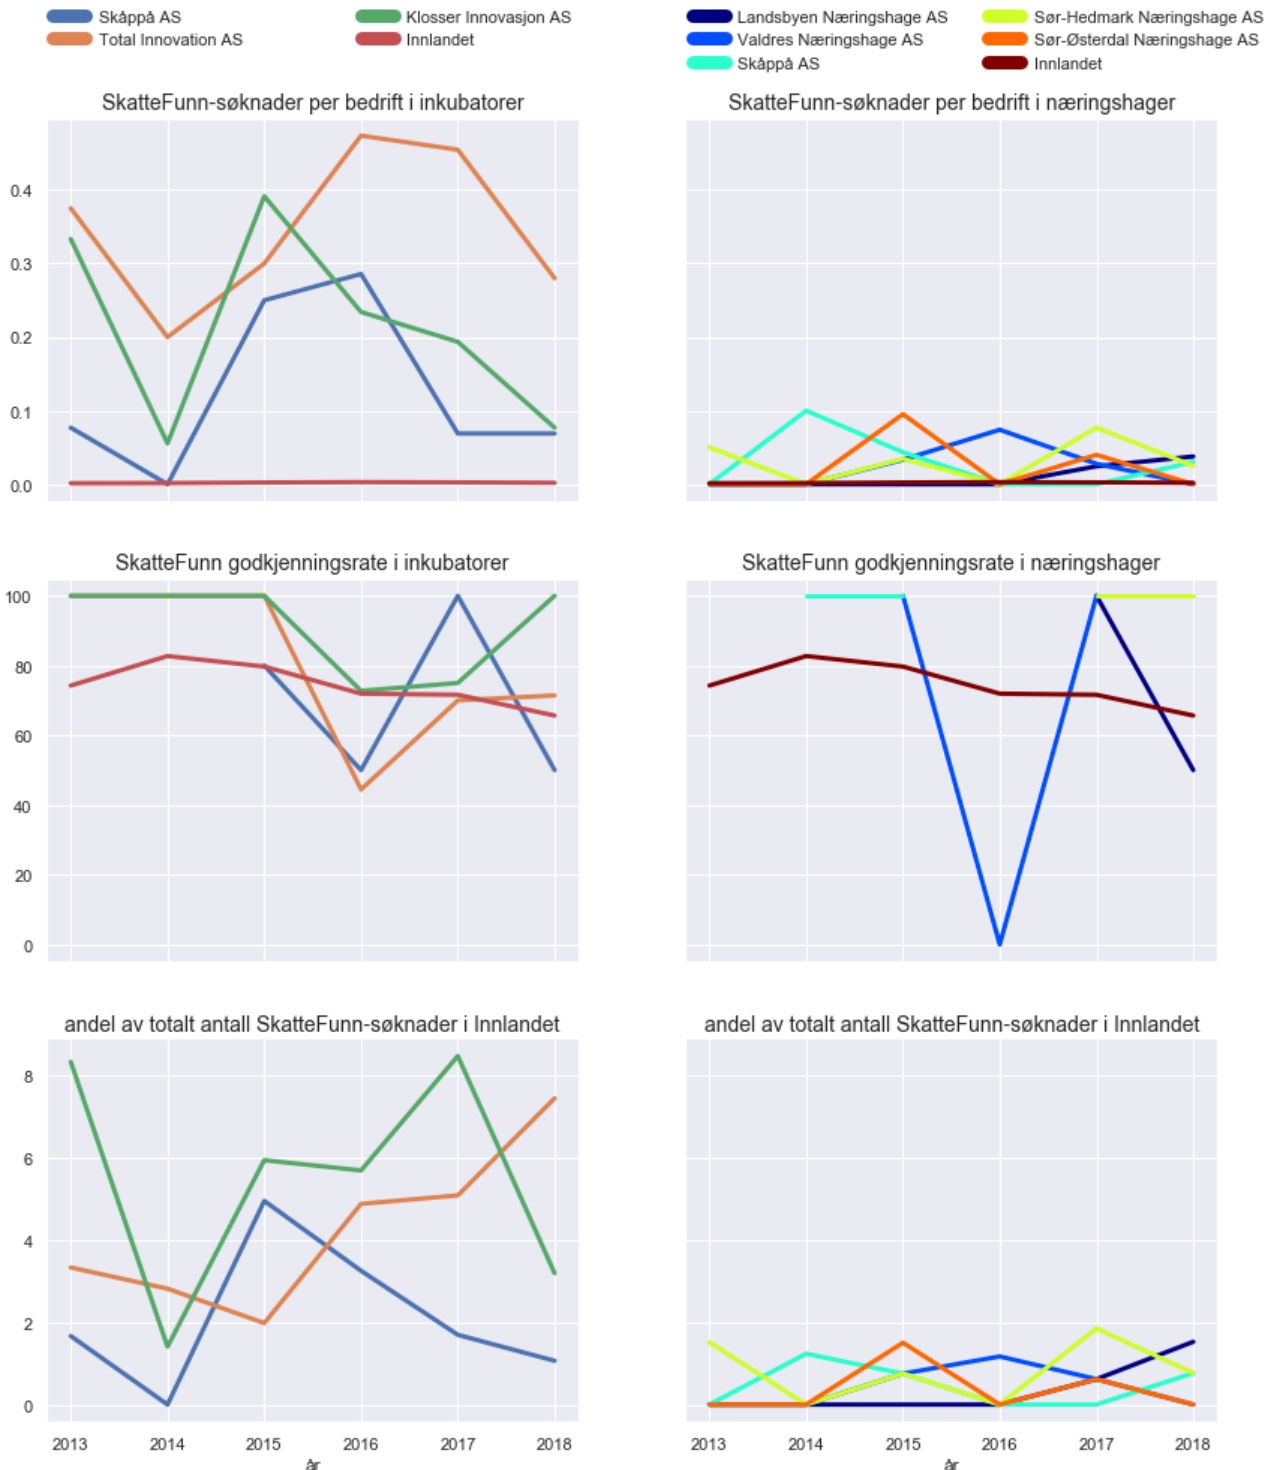 Skåppå AS
Total Innovation AS
Klosser Innovasjon AS
Innlandet
Landsbyen Næringshage AS
Valdres Næringshage AS
Skåppå AS
Sør-Hedmark Næringshage AS
Sør-Østerdal Næringshage AS
Innlandet
SkatteFunn-søknader per bedrift i inkubatorer
0.4
0.3
0.2
0.1
0.0
SkatteFunn-søknader per bedrift i næringshager
SkatteFunn godkjenningsrate i inkubatorer
100
80
60
40
20
0
SkatteFunn godkjenningsrate i næringshager
andel av totalt antall SkatteFunn-søknader i Innlandet
8
6
4
2
0
2013 2014 2015 2016 2017 2018
år
andel av totalt antall SkatteFunn-søknader i Innlandet
2013 2014 2015 2016 2017 2018
år